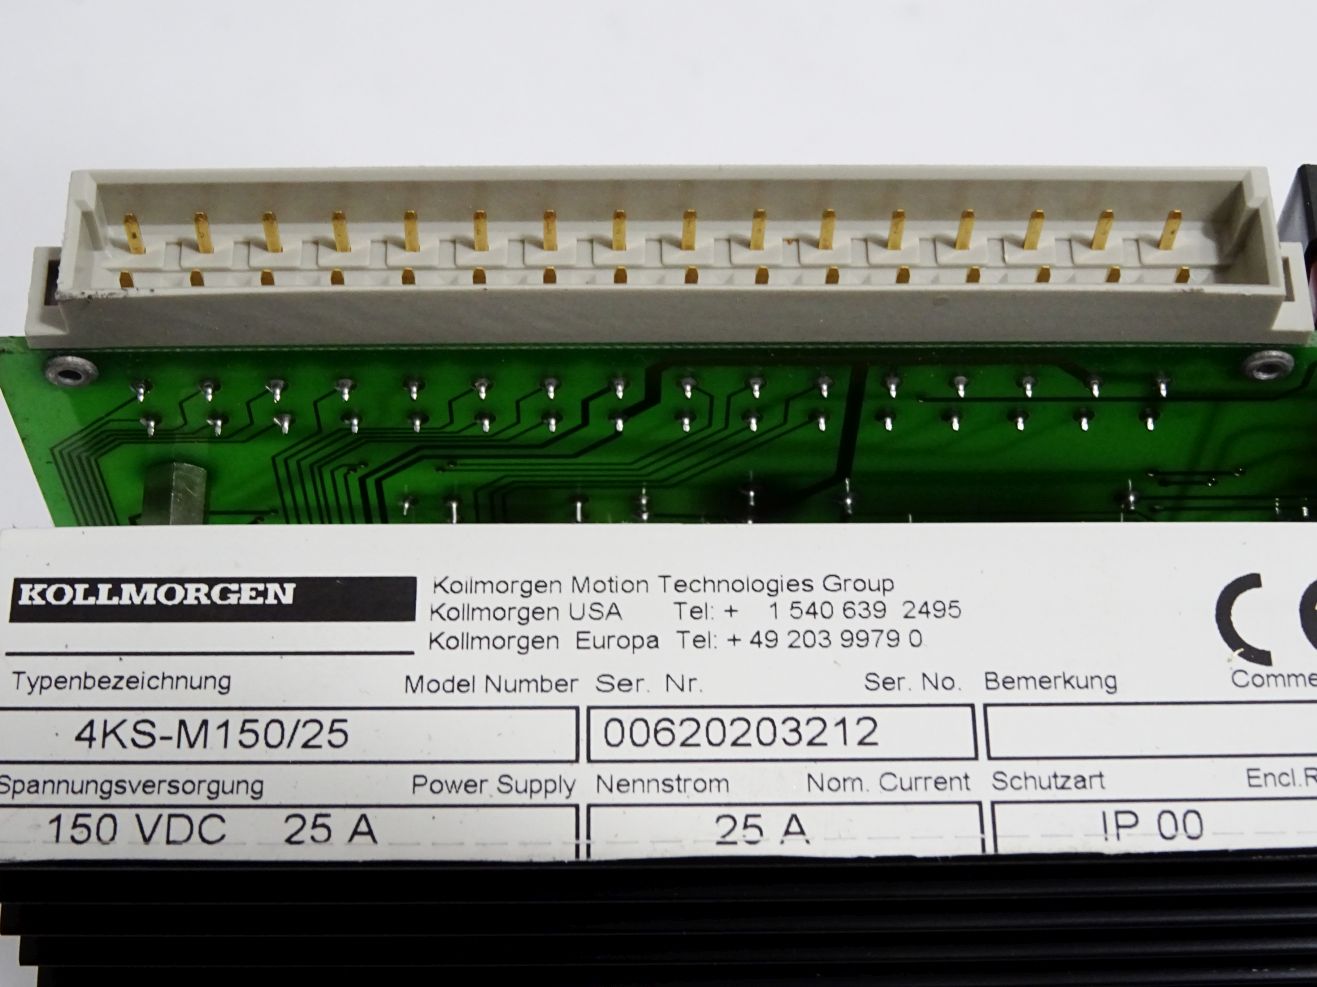 KOLLMORGEN
Kollmorgen Motion Technologies Group
Kollmorgen USA Tel: + 1 540 639 2495
Kollmorgen Europa Tel: + 49 203 9979 0
CE
Typenbezeichnung Model Number Ser. Nr. Ser. No. Bemerkung Comme
4KS-M150/25 00620203212
Spannungsversorgung Power Supply Nennstrom Nom. Current Schutzart Encl.R
150 VDC 25 A 25 A IP 00